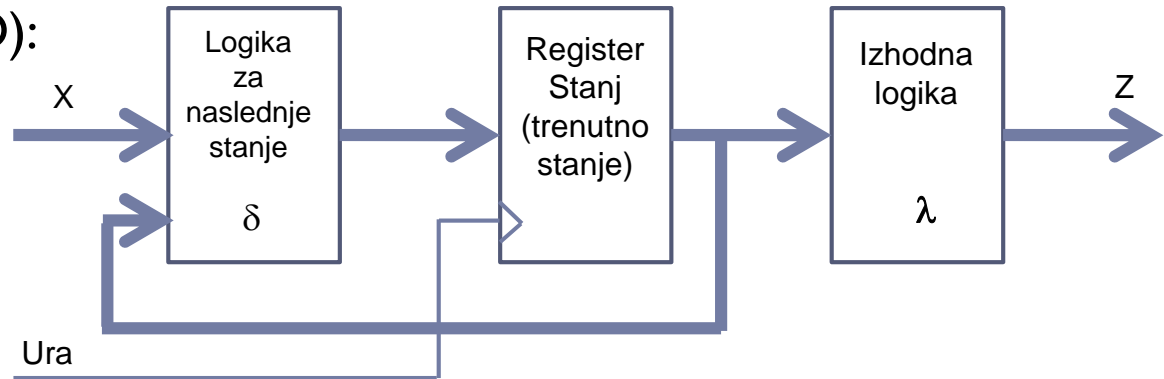 ):
X
Logika
za
naslednje
stanje
δ
Register
Stanj
(trenutno
stanje)
Izhodna
logika
λ
Z
Ura